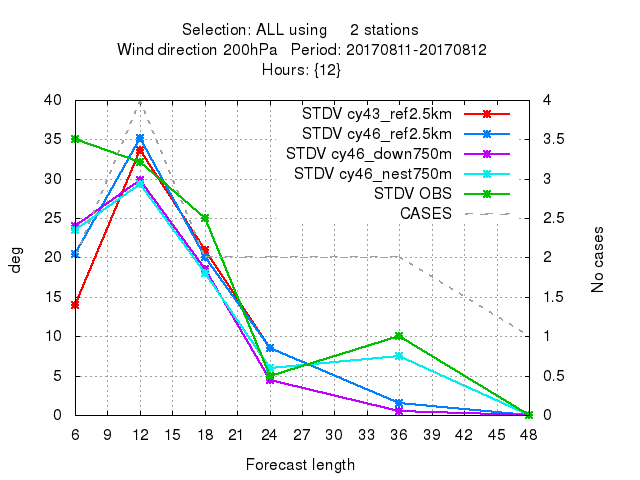 Selection: ALL using 2 stations
Wind direction 200hPa Period: 20170811-20170812
Hours: {12}
40 4
35 3.5
30 3
25 2.5
20 2
15 1.5
10 1
5 0.5
0 0
STDV cy43_ref2.5km
STDV cy46_ref2.5km
STDV cy46_down750m
STDV cy46_nest750m
STDV OBS
CASES
deg
No cases
6 9 12 15 18 21 24 27 30 33 36 39 42 45 48
Forecast length